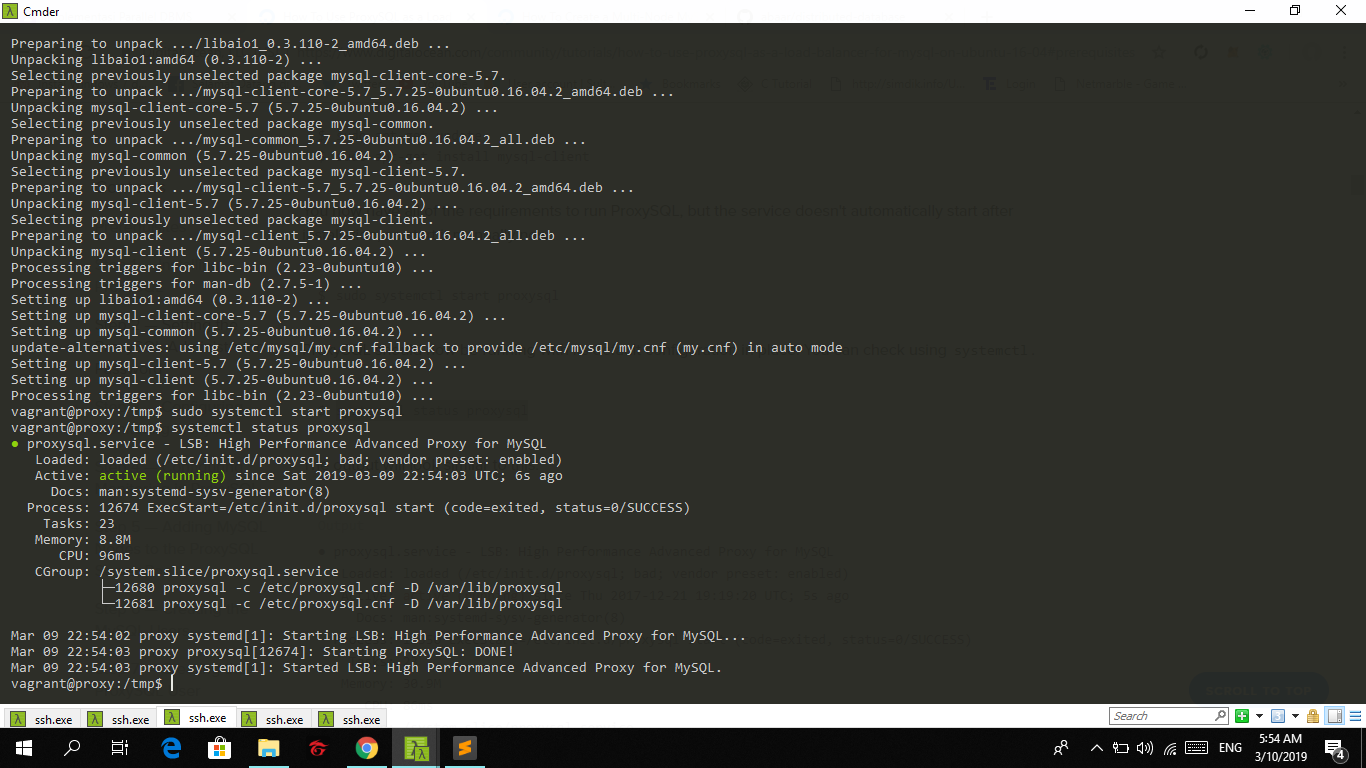 Cmder
Preparing to unpack .../libaio1_0.3.110-2_amd64.deb ...
Unpacking libaio1:amd64 (0.3.110-2) ...
Selecting previously unselected package mysql-client-core-5.7.
Preparing to unpack .../mysql-client-core-5.7_5.7.25-0ubuntu0.16.04.2_amd64.deb ...
Unpacking mysql-client-core-5.7 (5.7.25-0ubuntu0.16.04.2) ...
Selecting previously unselected package mysql-common.
Preparing to unpack .../mysql-common_5.7.25-0ubuntu0.16.04.2_all.deb ...
Unpacking mysql-common (5.7.25-0ubuntu0.16.04.2) ...
Selecting previously unselected package mysql-client-5.7.
Preparing to unpack .../mysql-client-5.7_5.7.25-0ubuntu0.16.04.2_amd64.deb ...
Unpacking mysql-client-5.7 (5.7.25-0ubuntu0.16.04.2) ...
Selecting previously unselected package mysql-client.
Preparing to unpack .../mysql-client_5.7.25-0ubuntu0.16.04.2_all.deb ...
Unpacking mysql-client (5.7.25-0ubuntu0.16.04.2) ...
Processing triggers for libc-bin (2.23-0ubuntu10) ...
Processing triggers for man-db (2.7.5-1) ...
Setting up libaio1:amd64 (0.3.110-2) ...
Setting up mysql-client-core-5.7 (5.7.25-0ubuntu0.16.04.2) ...
Setting up mysql-common (5.7.25-0ubuntu0.16.04.2) ...
update-alternatives: using /etc/mysql/my.cnf.fallback to provide /etc/mysql/my.cnf (my.cnf) in auto mode
Setting up mysql-client-5.7 (5.7.25-0ubuntu0.16.04.2) ...
Setting up mysql-client (5.7.25-0ubuntu0.16.04.2) ...
Processing triggers for libc-bin (2.23-0ubuntu10) ...
vagrant@proxy:/tmp$ sudo systemctl start proxysql
vagrant@proxy:/tmp$ systemctl status proxysql
● proxysql.service - LSB: High Performance Advanced Proxy for MySQL
Loaded: loaded (/etc/init.d/proxysql; bad; vendor preset: enabled)
Active: active (running) since Sat 2019-03-09 22:54:03 UTC; 6s ago
Docs: man:systemd-sysv-generator(8)
Process: 12674 ExecStart=/etc/init.d/proxysql start (code=exited, status=0/SUCCESS)
Tasks: 23
Memory: 8.8M
CPU: 96ms
CGroup: /system.slice/proxysql.service
├─12680 proxysql -c /etc/proxysql.cnf -D /var/lib/proxysql
└─12681 proxysql -c /etc/proxysql.cnf -D /var/lib/proxysql
Mar 09 22:54:02 proxy systemd[1]: Starting LSB: High Performance Advanced Proxy for MySQL...
Mar 09 22:54:03 proxy proxysql[12674]: Starting ProxySQL: DONE!
Mar 09 22:54:03 proxy systemd[1]: Started LSB: High Performance Advanced Proxy for MySQL.
vagrant@proxy:/tmp$
ssh.exe ssh.exe ssh.exe ssh.exe ssh.exe Search
ENG 5:54 AM
3/10/2019 4